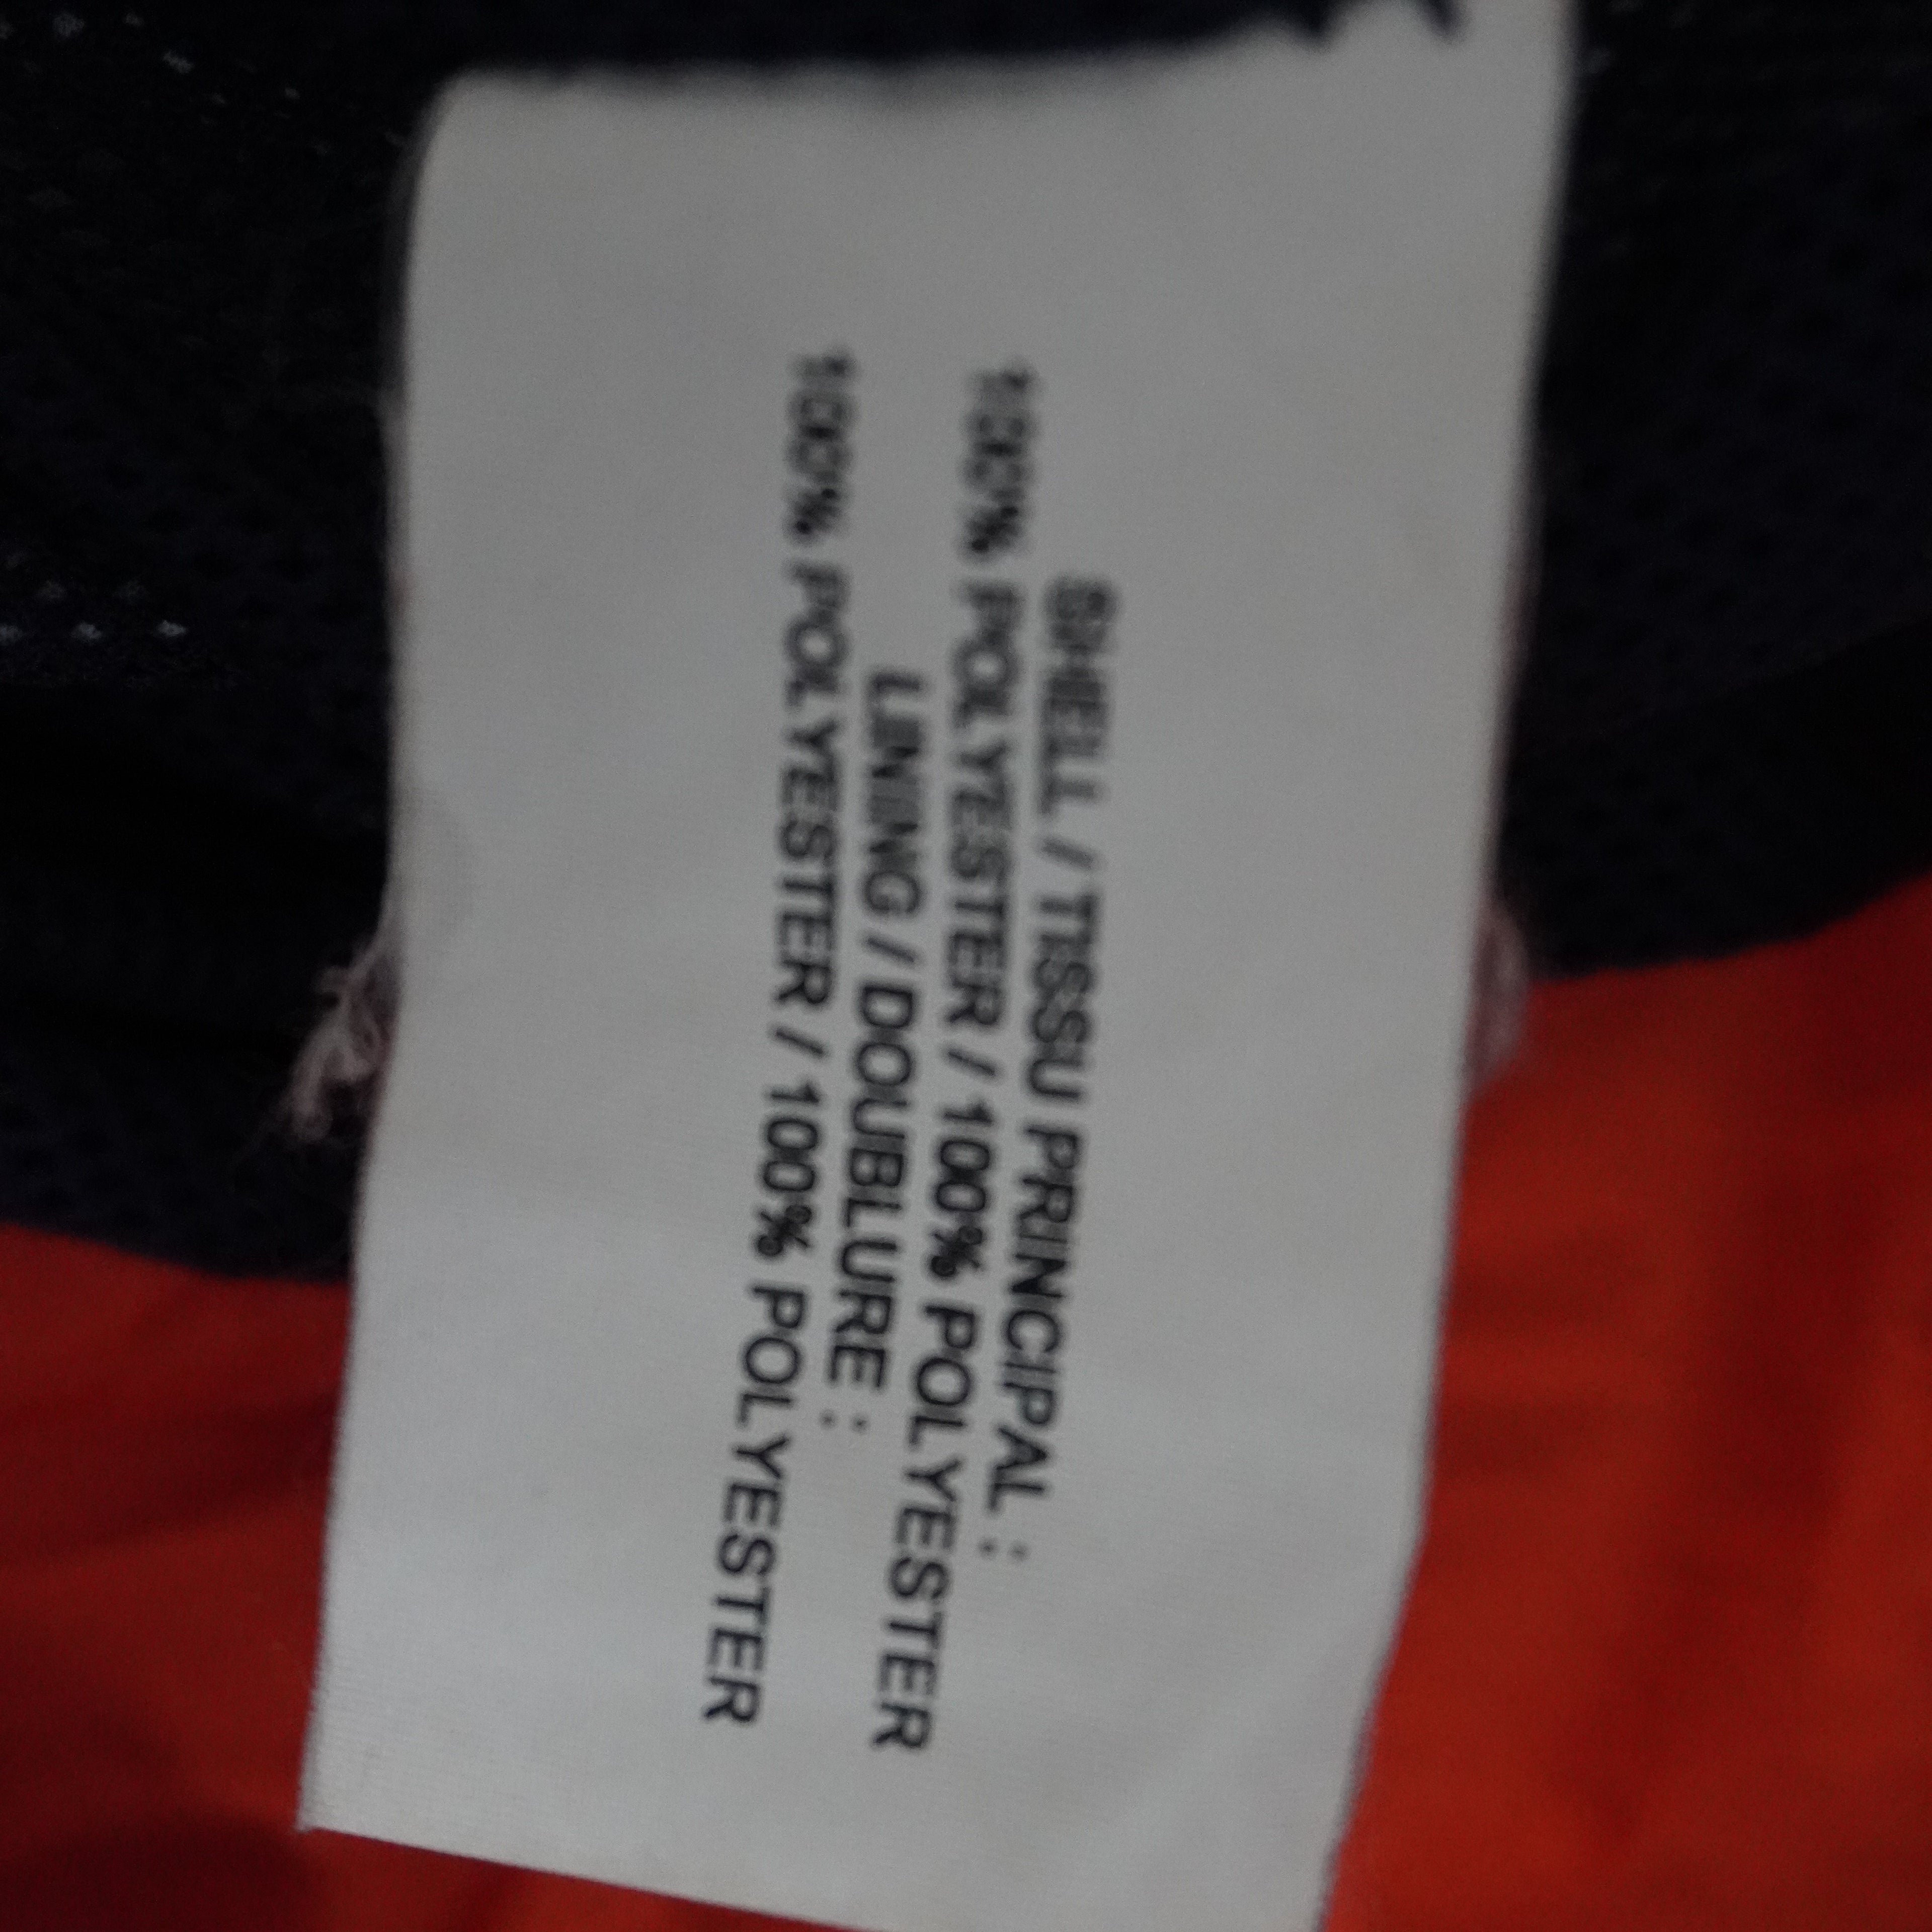 SHELL / TISSU PRINCIPAL :
100% POLYESTER / 100% POLYESTER
LINING / DOUBLURE :
100% POLYESTER / 100% POLYESTER